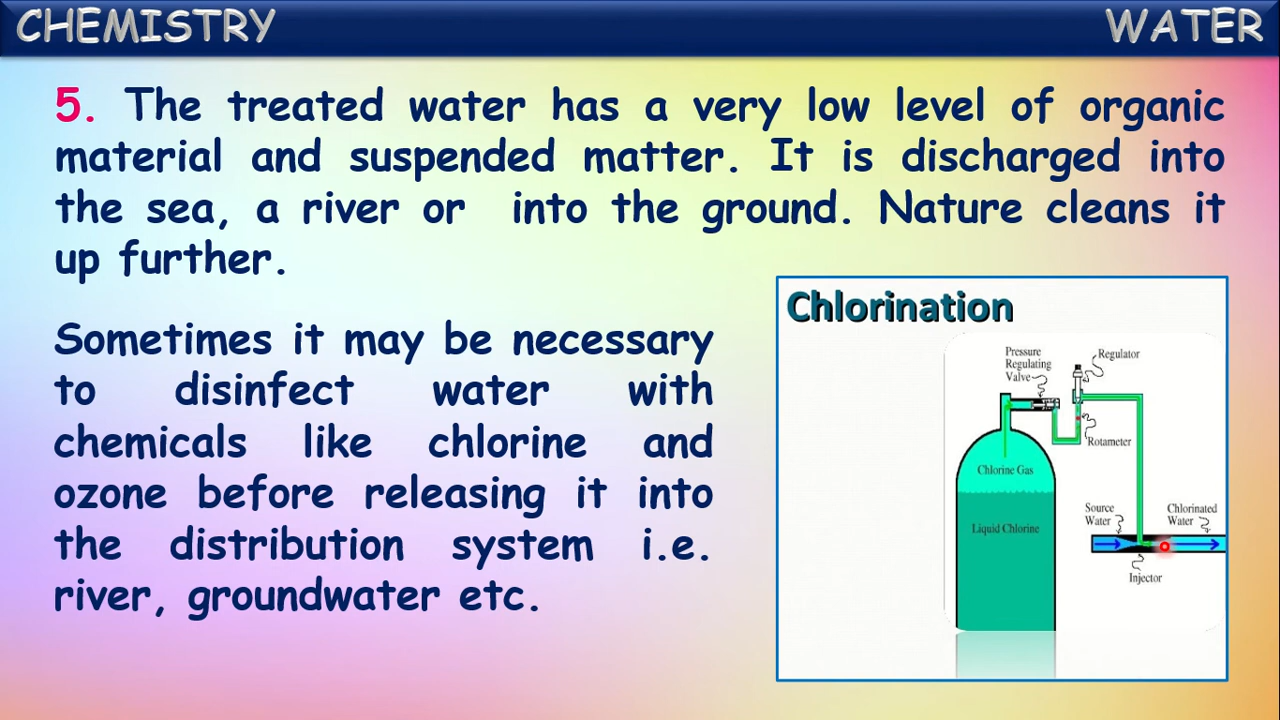 CHEMISTRY
WATER
5. The treated water has a very low level of organic
material and suspended matter. It is discharged into
the sea, a river or into the ground. Nature cleans it
up further.
Sometimes it may be necessary
to disinfect water with
chemicals like chlorine and
ozone before releasing it into
the distribution system i.e.
river, groundwater etc.
Chlorination
Pressure
Regulating
Valve
Regulator
Rotameter
Chlorine Gas
Liquid Chlorine
Source
Water
Chlorinated
Water
Injector